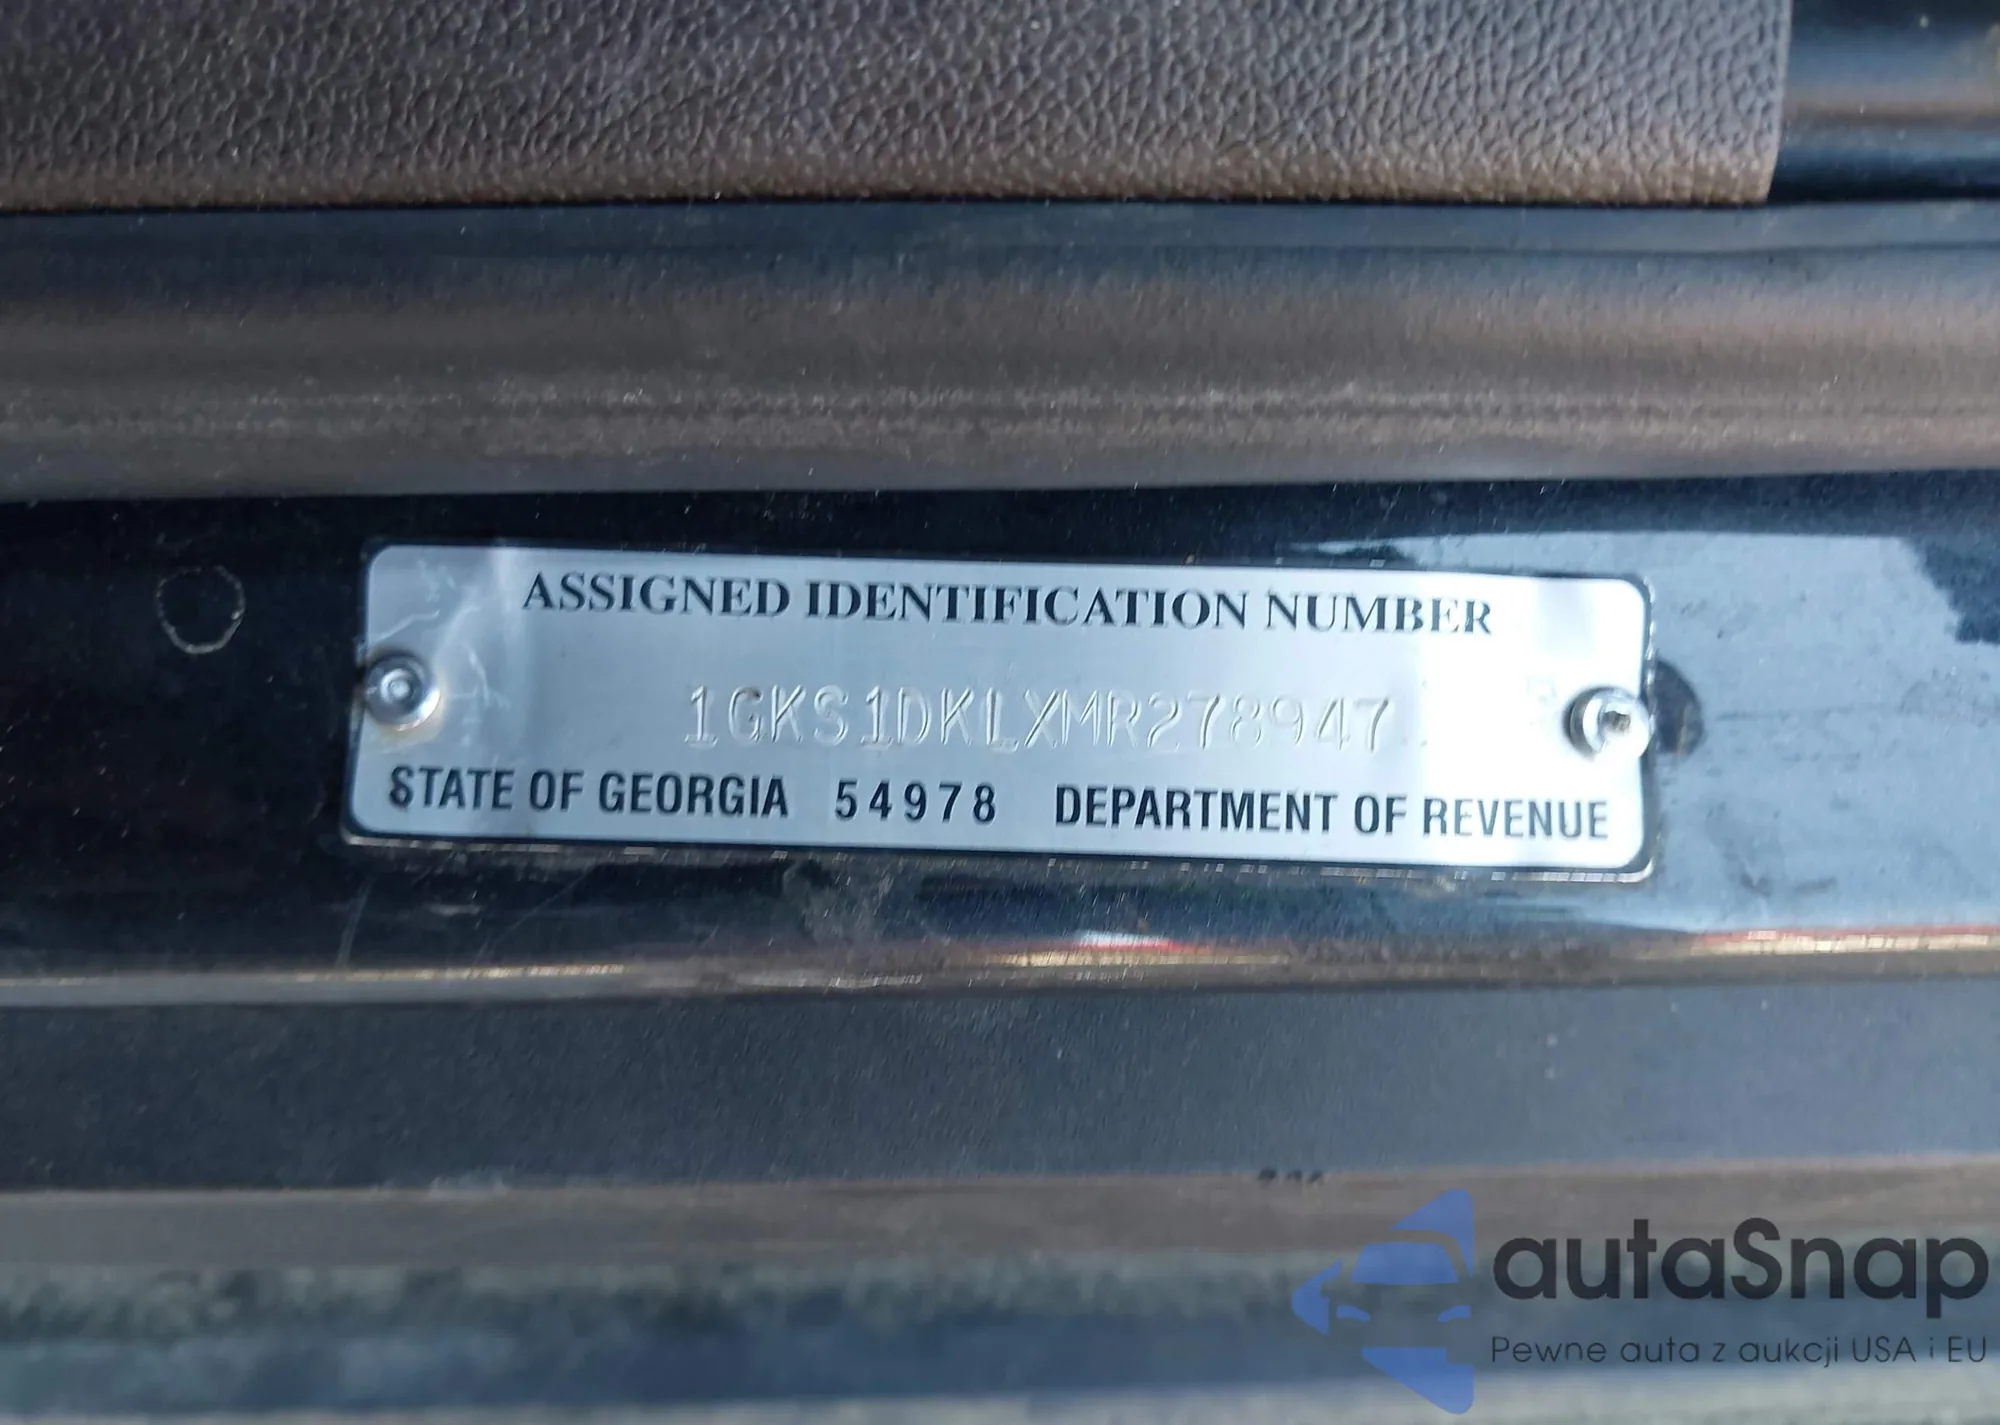 ASSIGNED IDENTIFICATION NUMBER
1GKS1DKLXMR278947
STATE OF GEORGIA 54978 DEPARTMENT OF REVENUE
autaSnap
Pewne auta z aukcji USA i EU